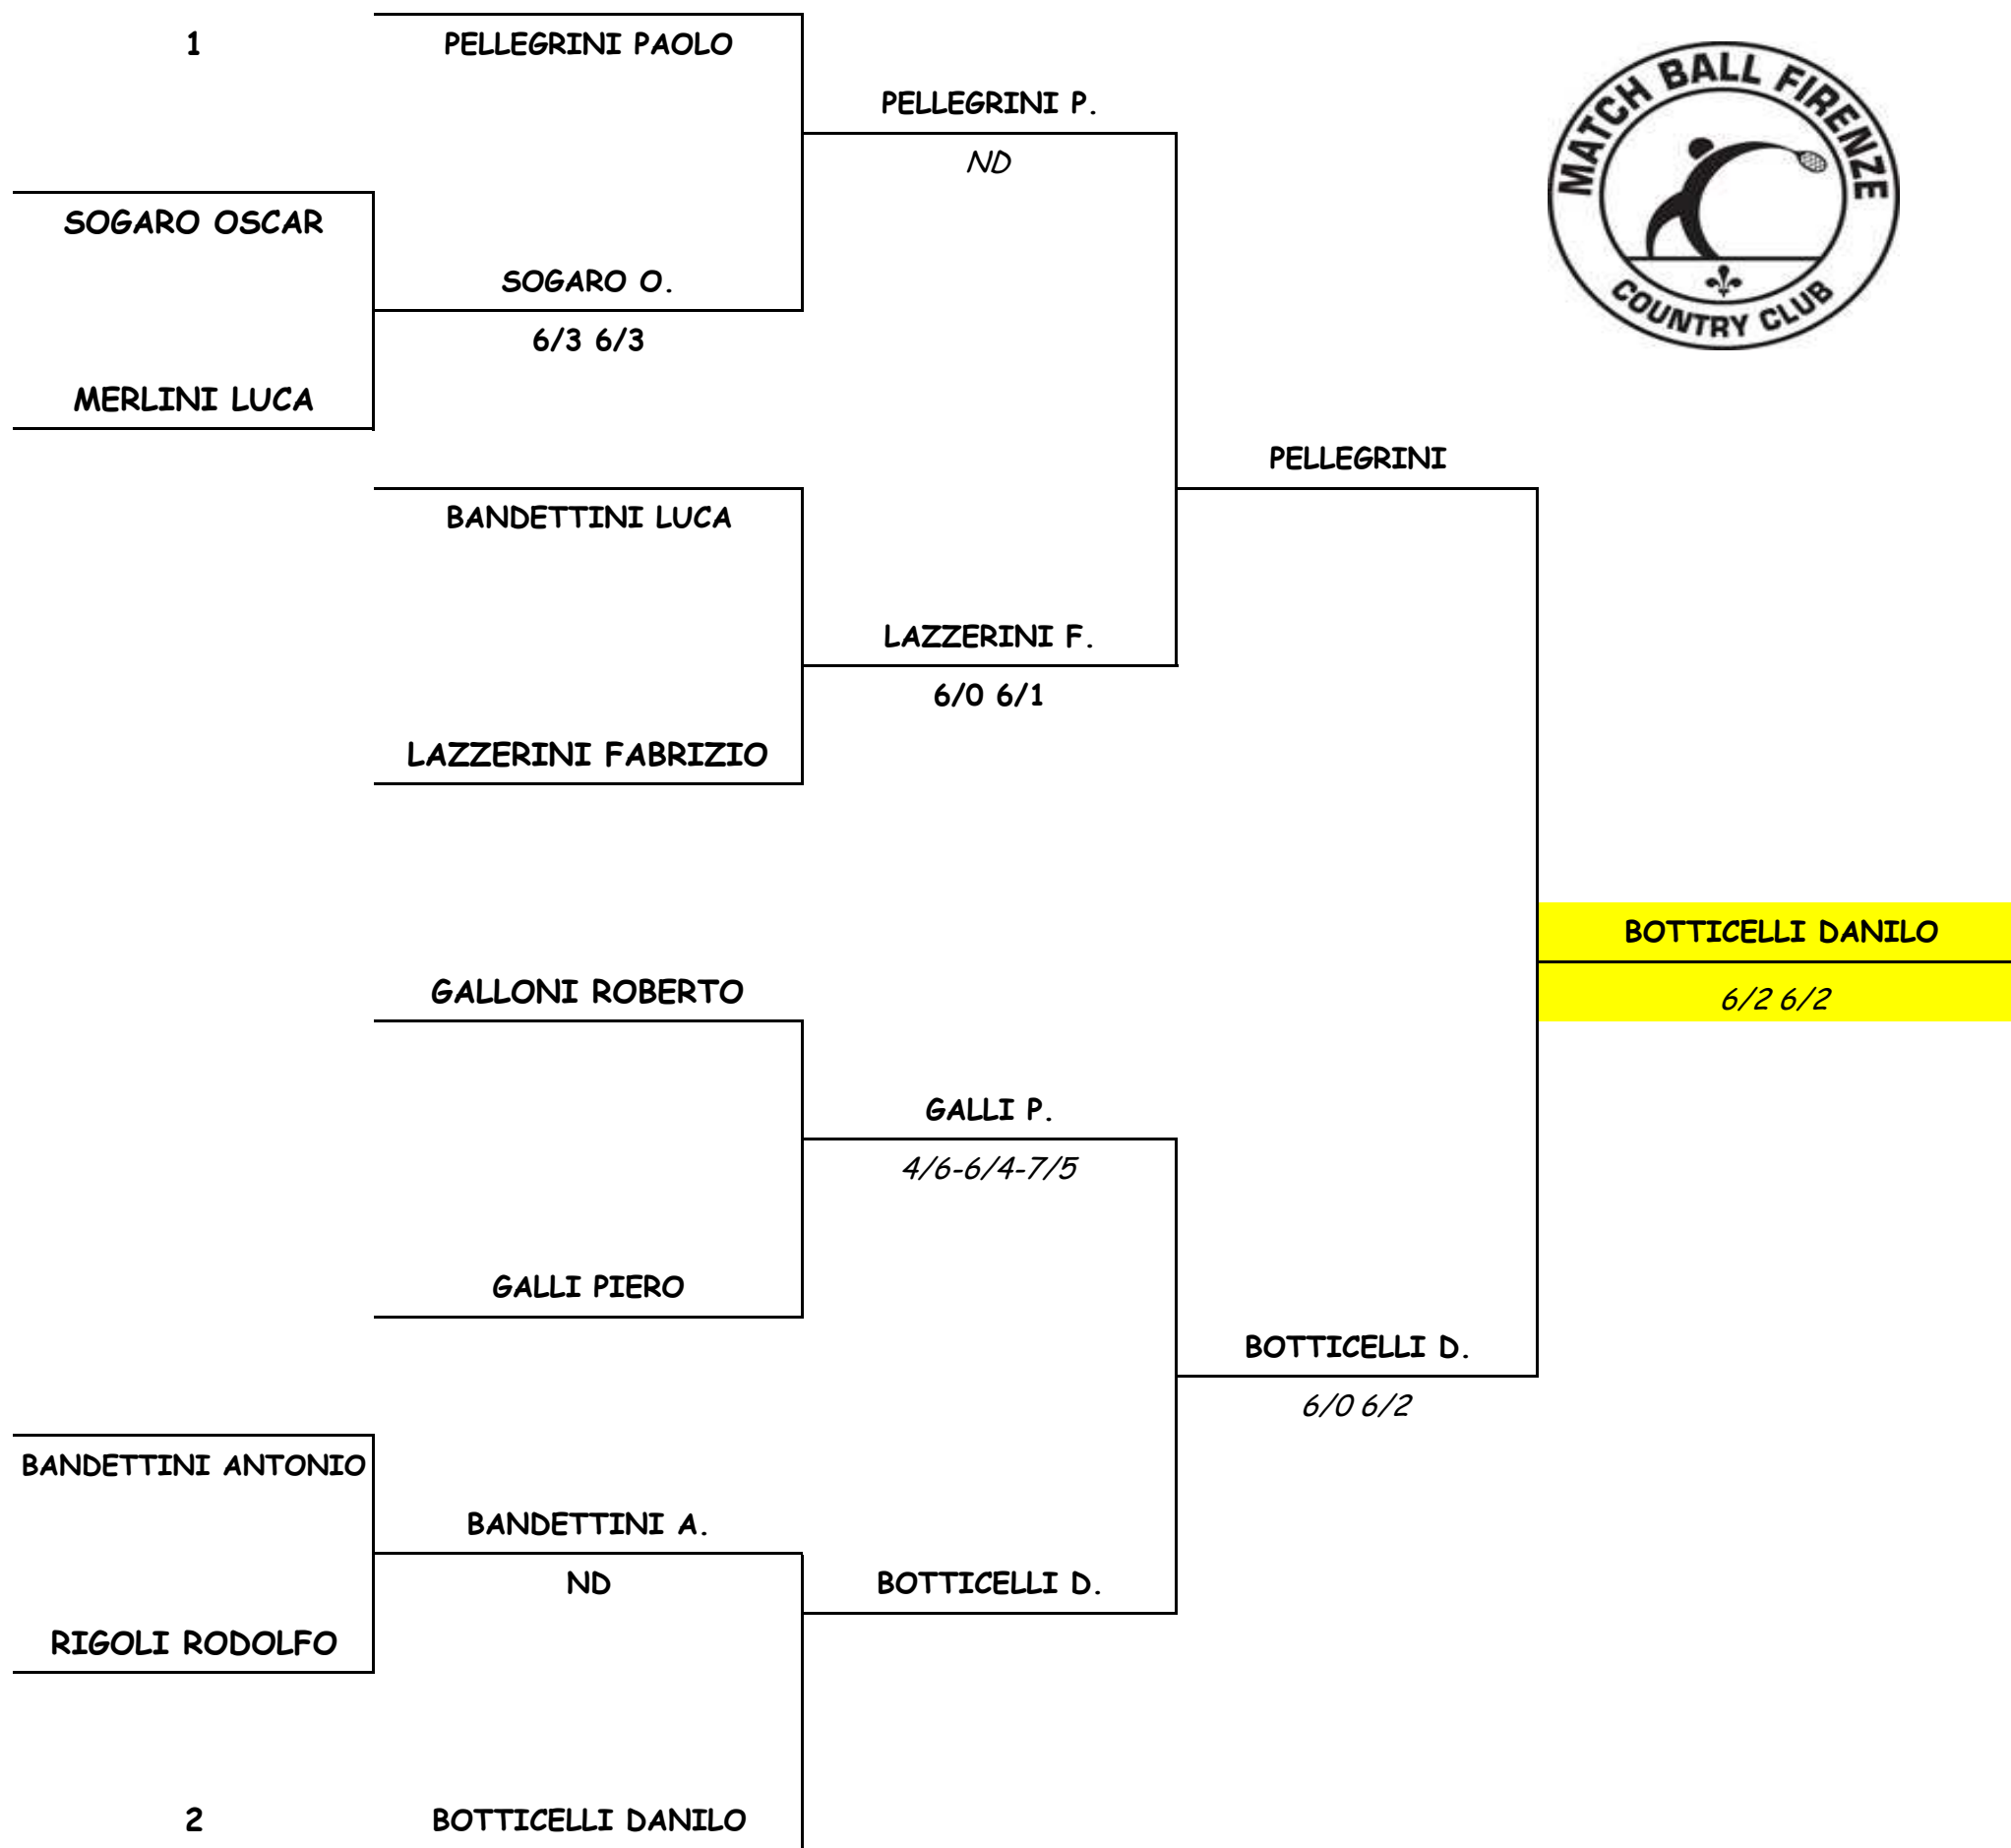 1
PELLEGRINI PAOLO
MATCH BALL FIRENZE
COUNTRY CLUB
PELLEGRINI P.
ND
SOGARO OSCAR
SOGARO O.
6/3 6/3
MERLINI LUCA
PELLEGRINI
BANDETTINI LUCA
LAZZERINI F.
6/0 6/1
LAZZERINI FABRIZIO
BOTTICELLI DANILO
6/2 6/2
GALLONI ROBERTO
GALLI P.
4/6-6/4-7/5
GALLI PIERO
BOTTICELLI D.
6/0 6/2
BANDETTINI ANTONIO
BANDETTINI A.
ND
BOTTICELLI D.
RIGOLI RODOLFO
2
BOTTICELLI DANILO